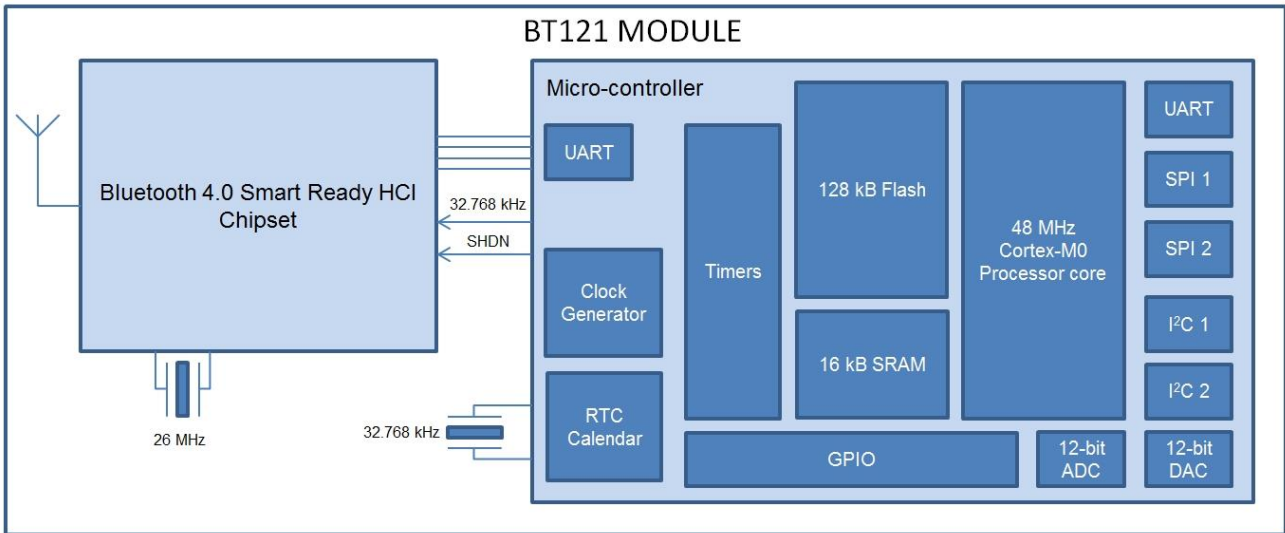 BT121 MODULE
Bluetooth 4.0 Smart Ready HCI
Chipset
26 MHz
32.768 kHz
SHDN
32.768 kHz
Micro-controller
UART
Clock
Generator
RTC
Calendar
Timers
128 kB Flash
16 kB SRAM
48 MHz
Cortex-M0
Processor core
GPIO
12-bit
ADC
UART
SPI 1
SPI 2
I²C 1
I²C 2
12-bit
DAC